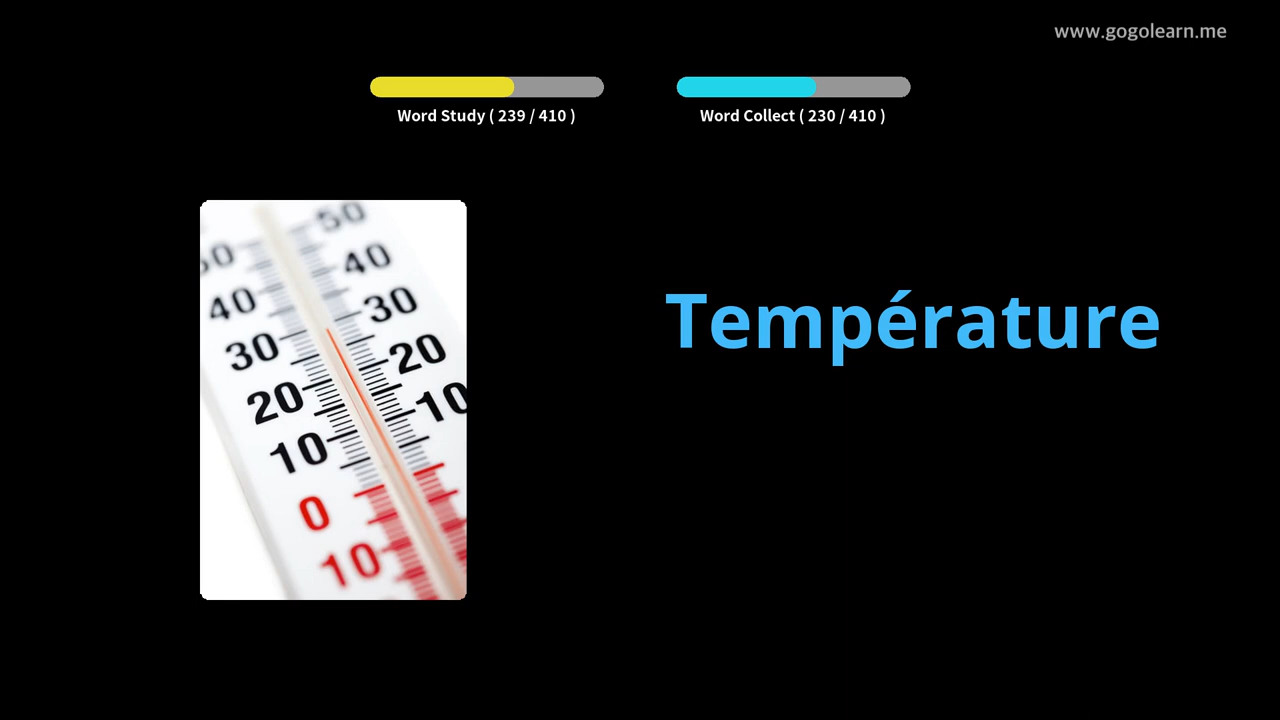 www.gogolearn.me
Word Study ( 239 / 410 )
Word Collect ( 230 / 410 )
50
40 40
30 30
20 20
10 10
0
10
Température